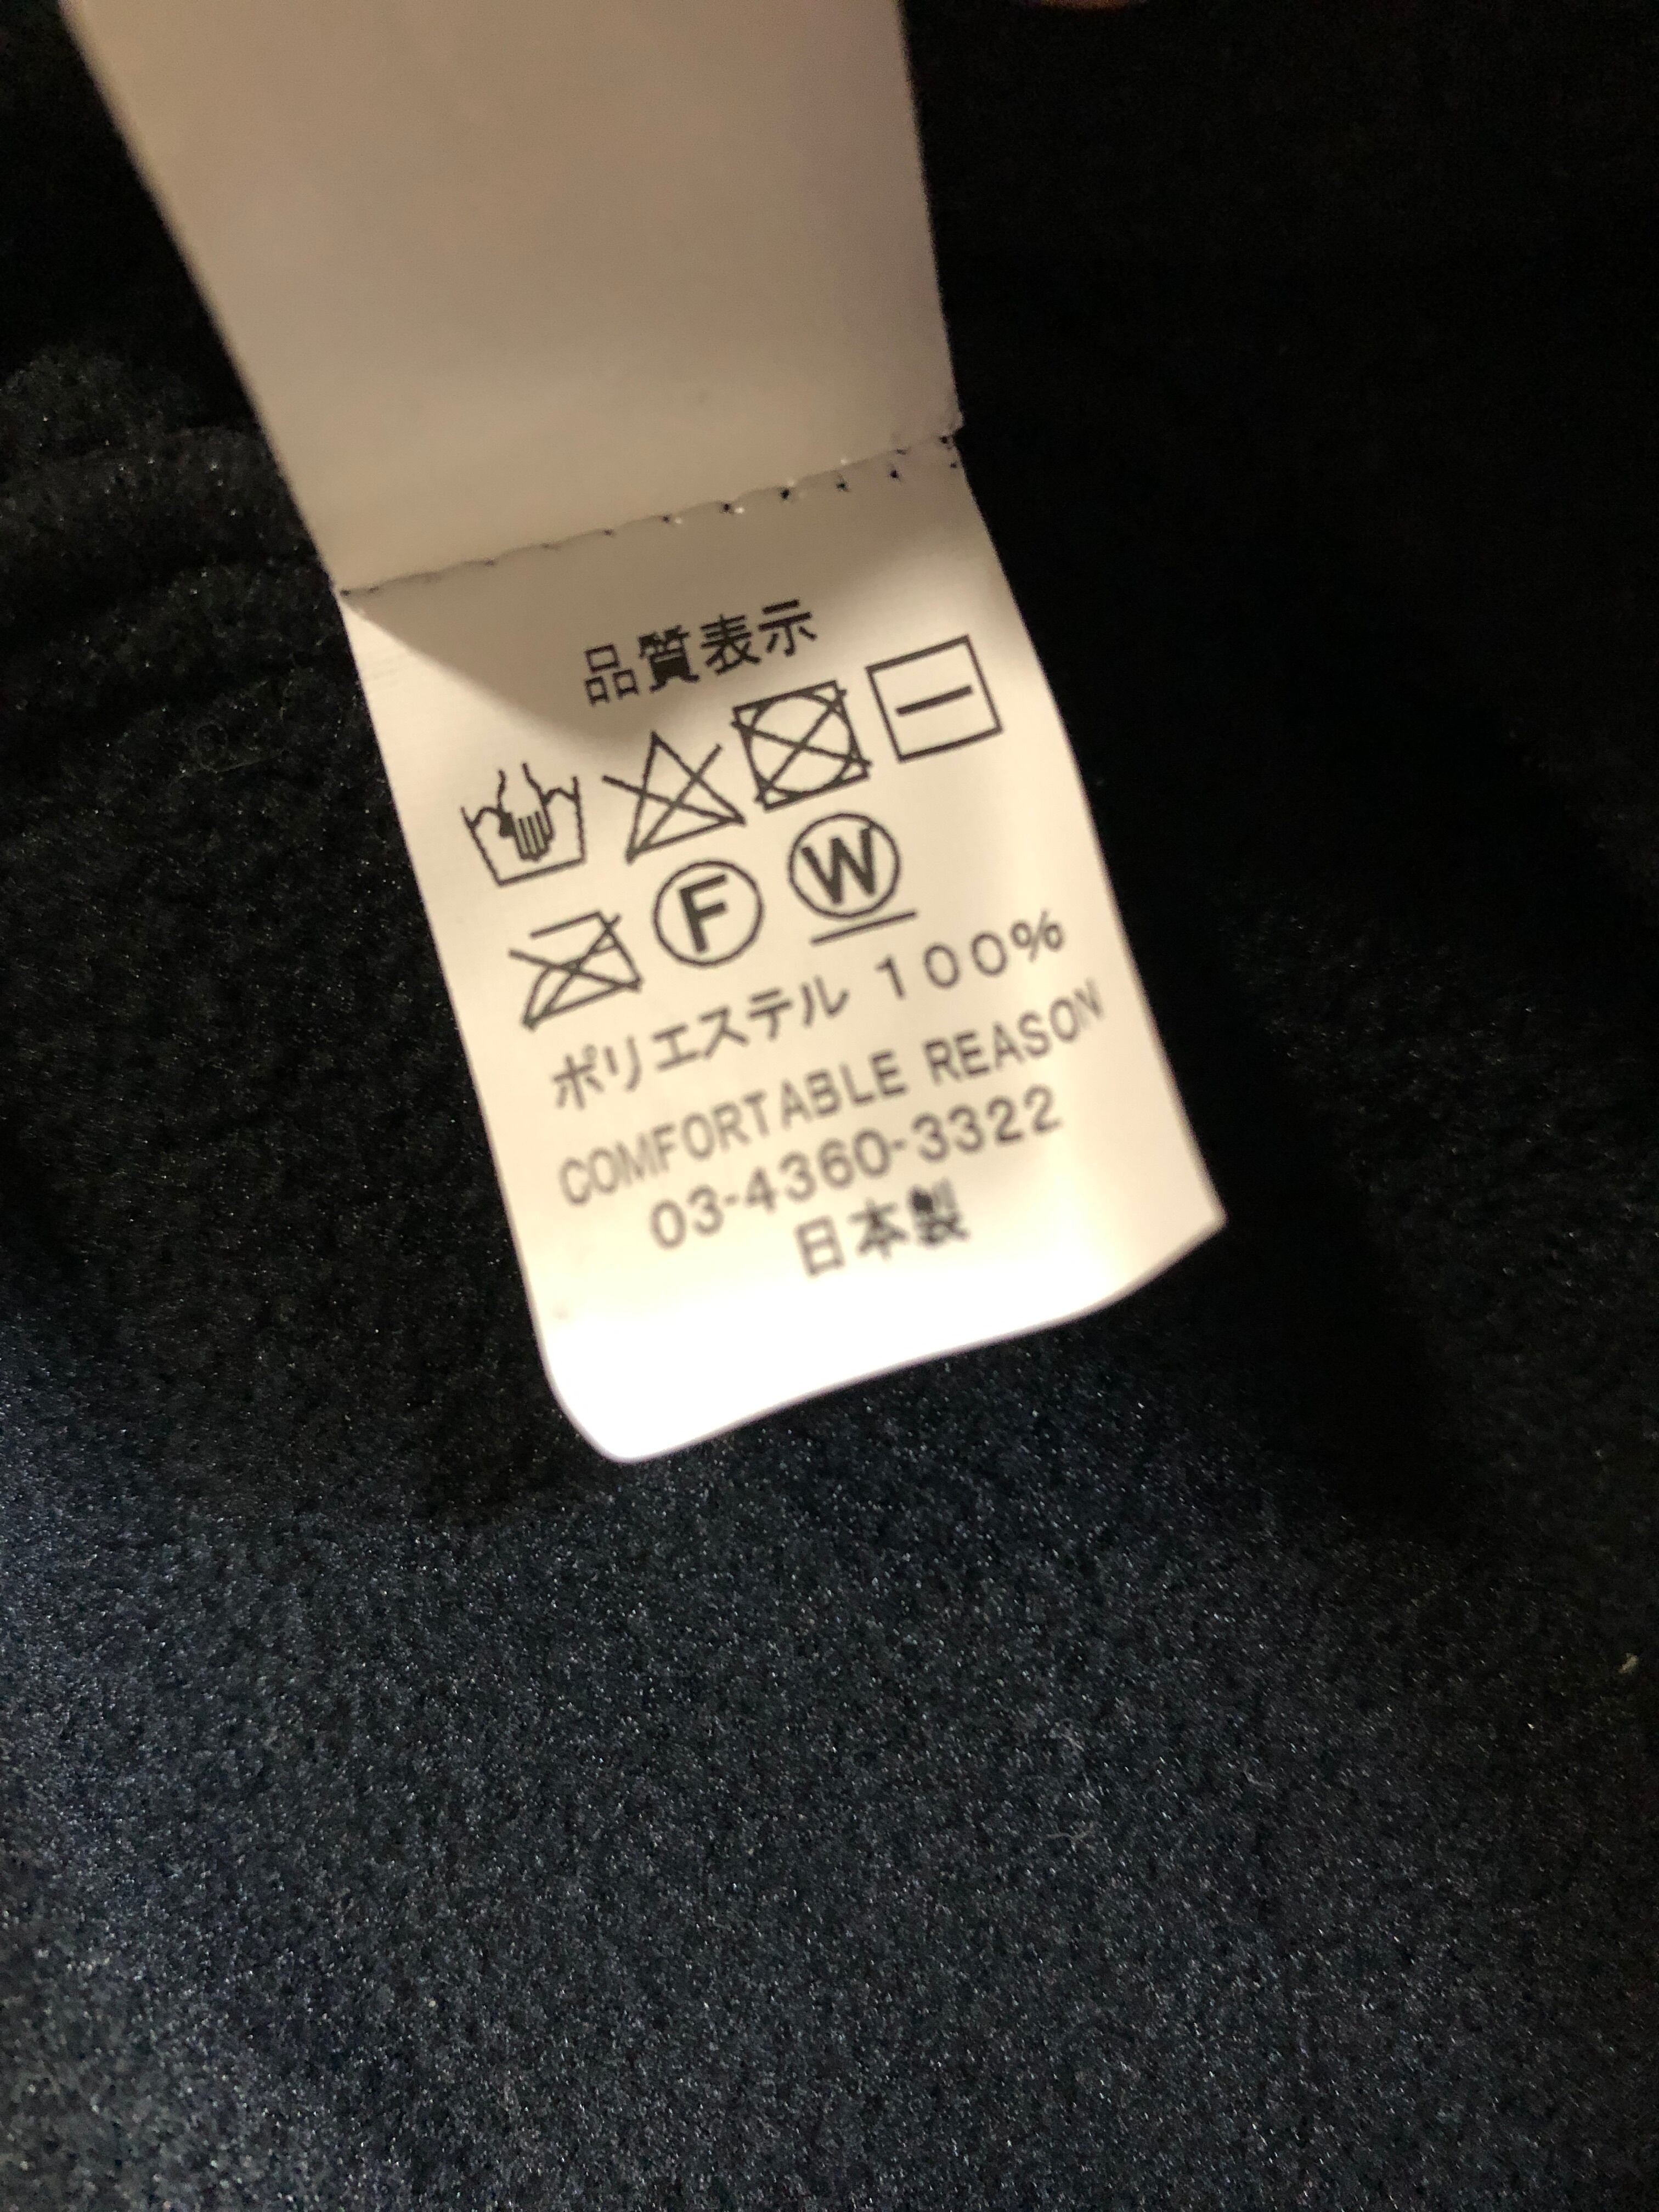 品質表示
F W
ポリエステル 100%
COMFORTABLE REASON
03-4360-3322
日本製